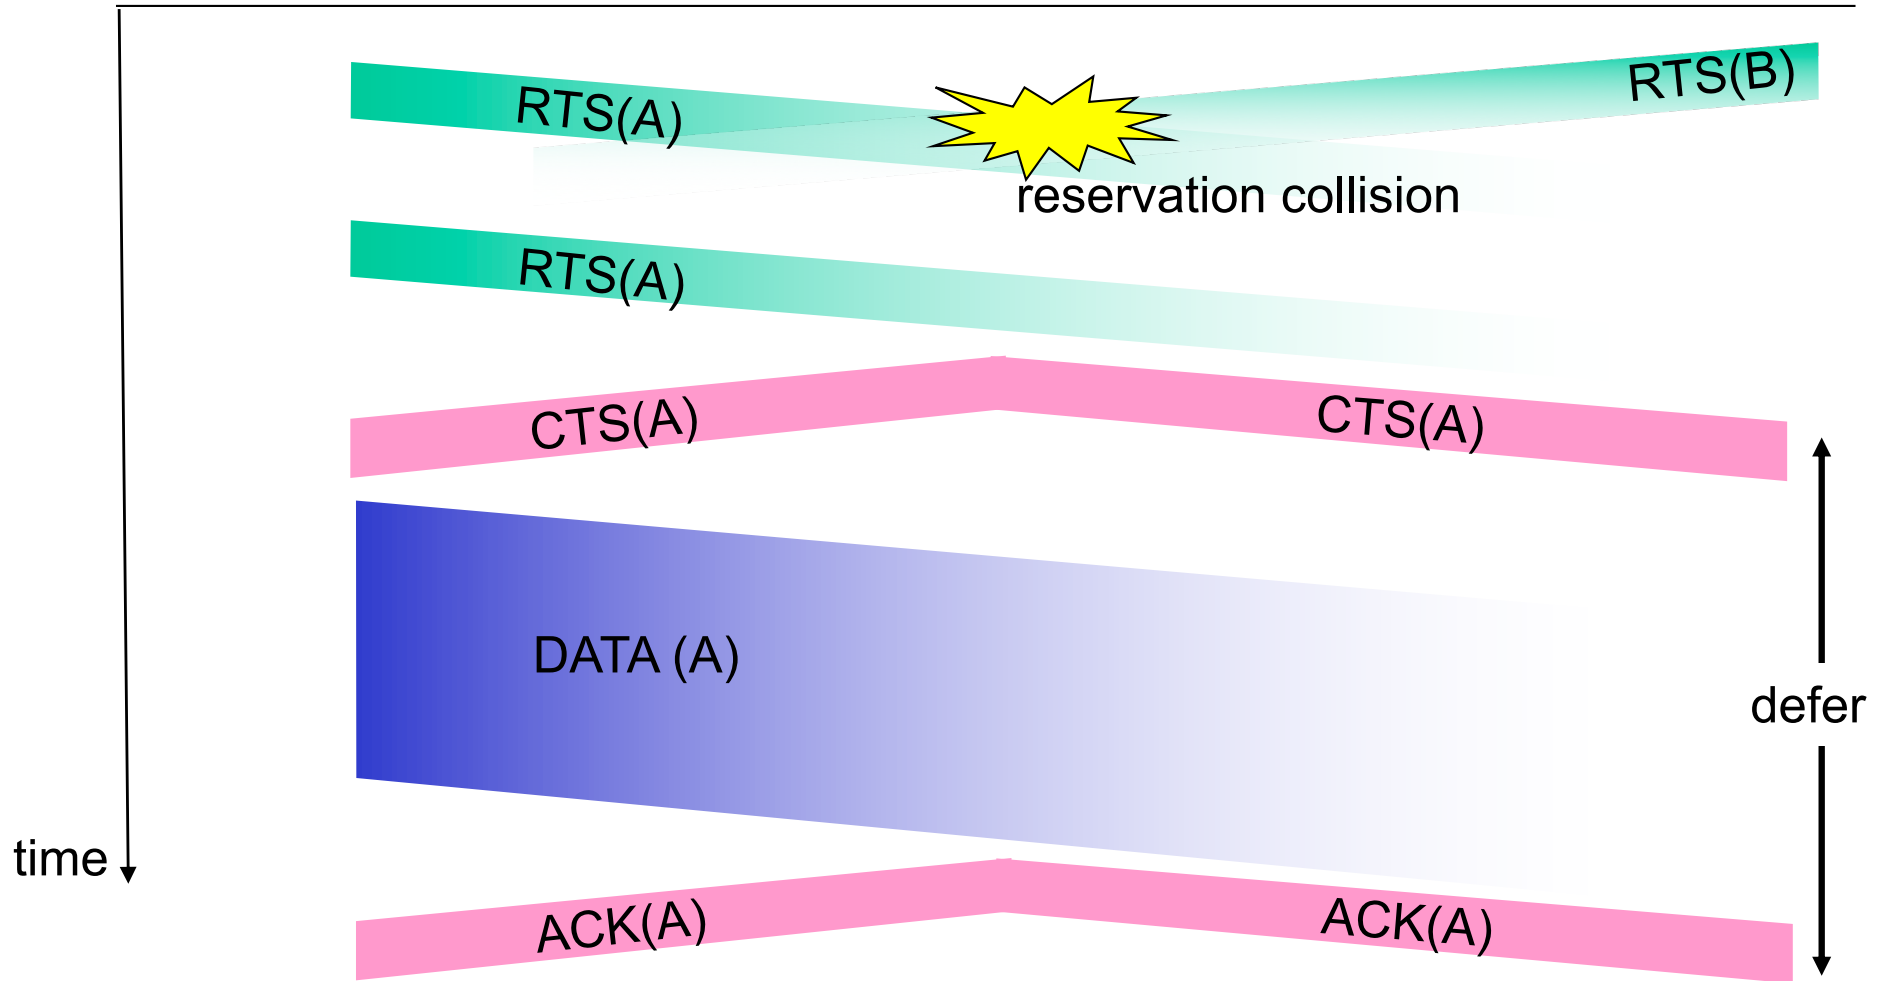 RTS(B)
RTS(A)
reservation collision
RTS(A)
CTS(A)
CTS(A)
DATA (A)
defer
time
ACK(A)
ACK(A)